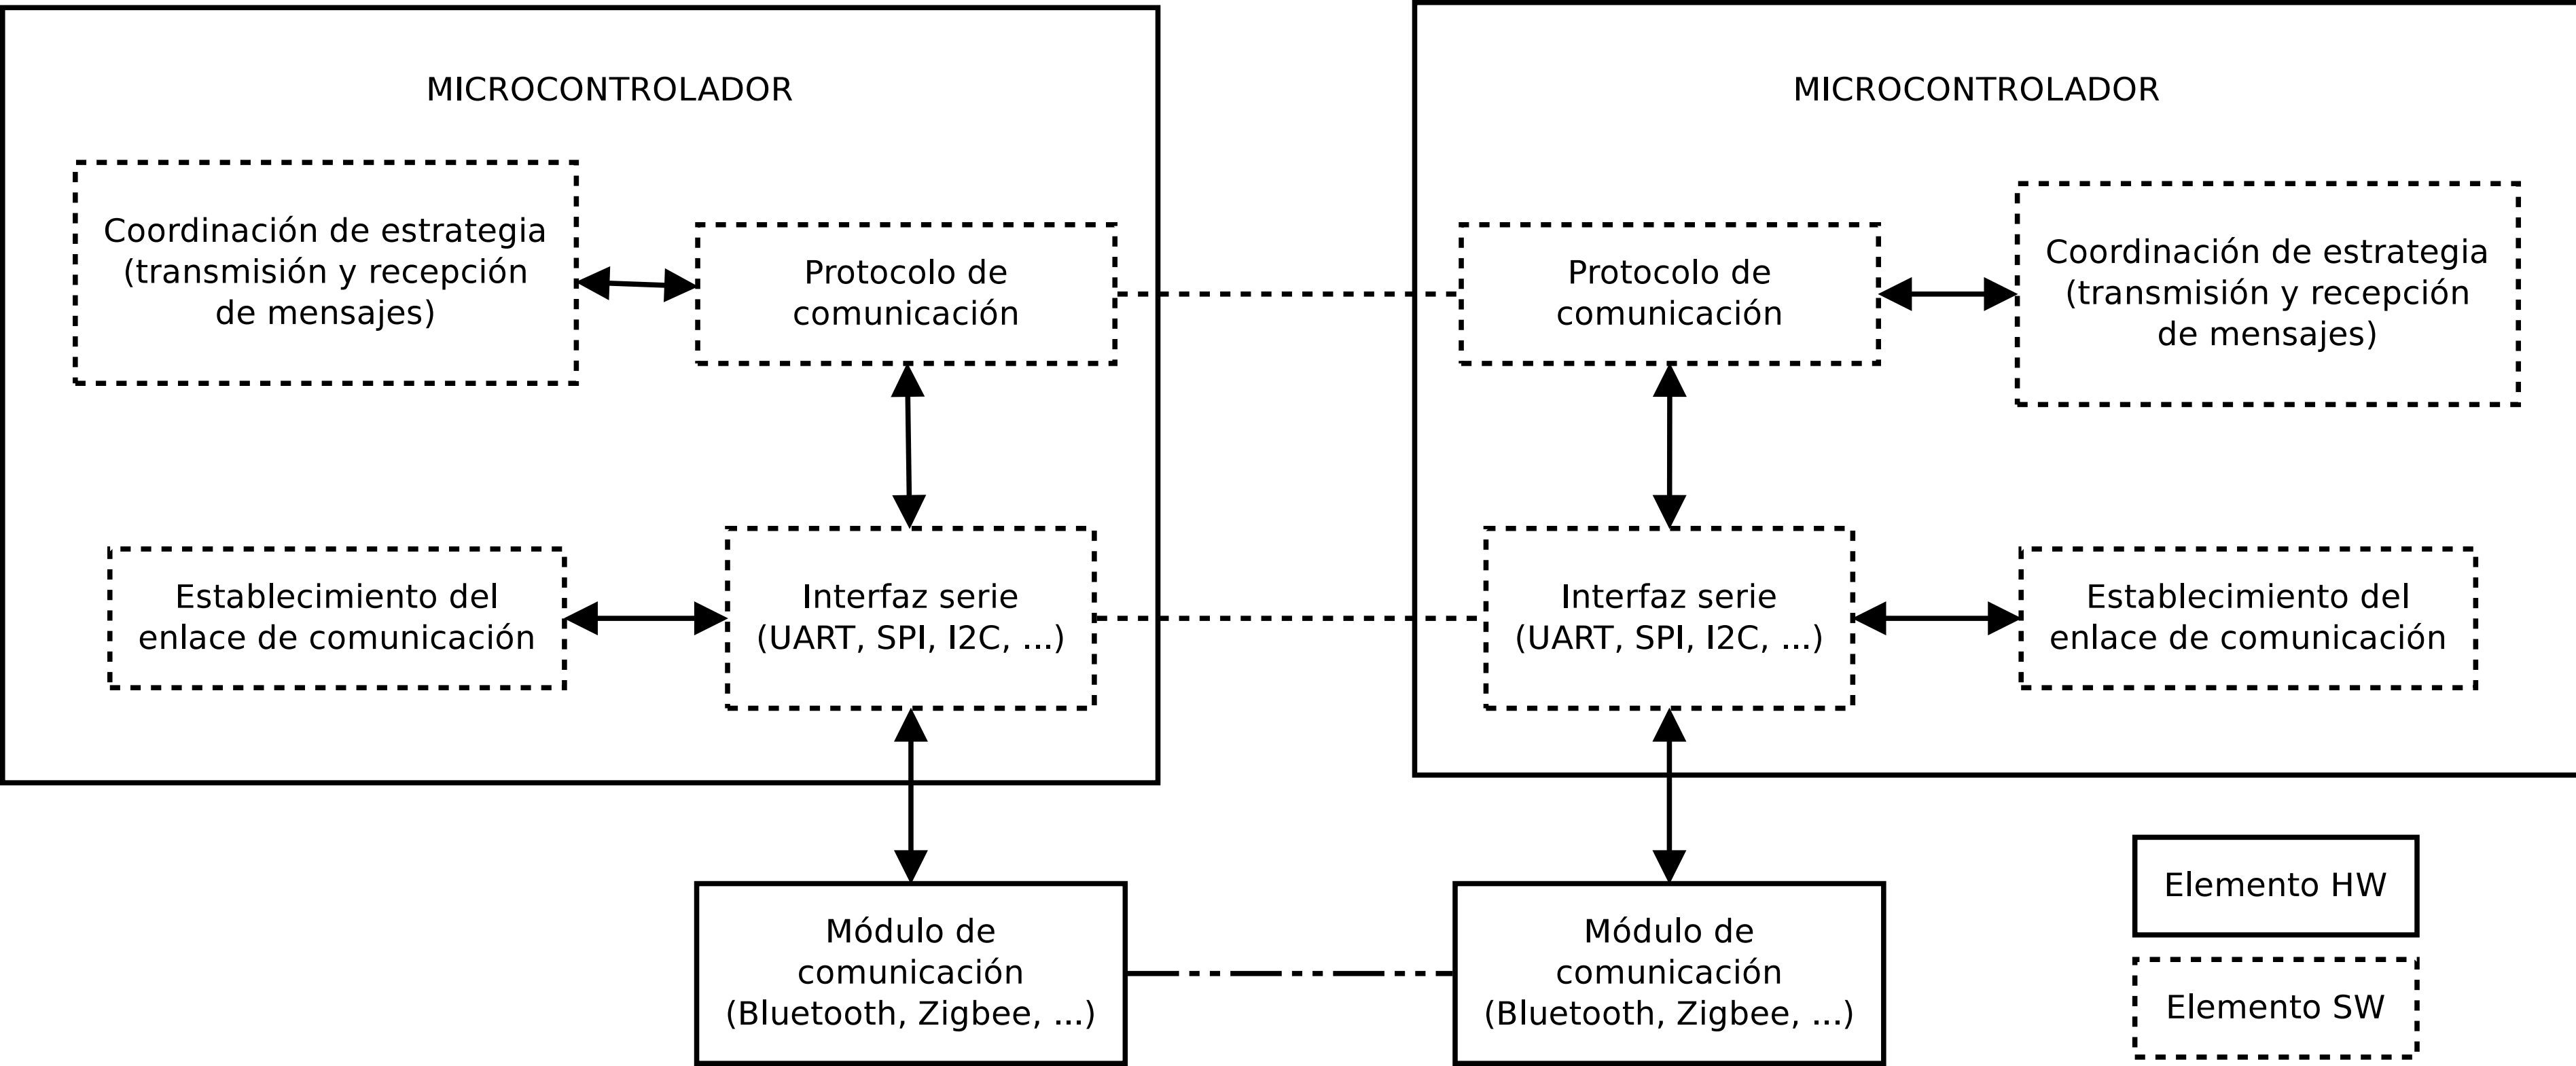 MICROCONTROLADOR
Coordinación de estrategia
(transmisión y recepción
de mensajes)
Protocolo de
comunicación
Establecimiento del
enlace de comunicación
Interfaz serie
(UART, SPI, I2C, ...)
Módulo de
comunicación
(Bluetooth, Zigbee, ...)
MICROCONTROLADOR
Protocolo de
comunicación
Coordinación de estrategia
(transmisión y recepción
de mensajes)
Interfaz serie
(UART, SPI, I2C, ...)
Establecimiento del
enlace de comunicación
Módulo de
comunicación
(Bluetooth, Zigbee, ...)
Elemento HW
Elemento SW